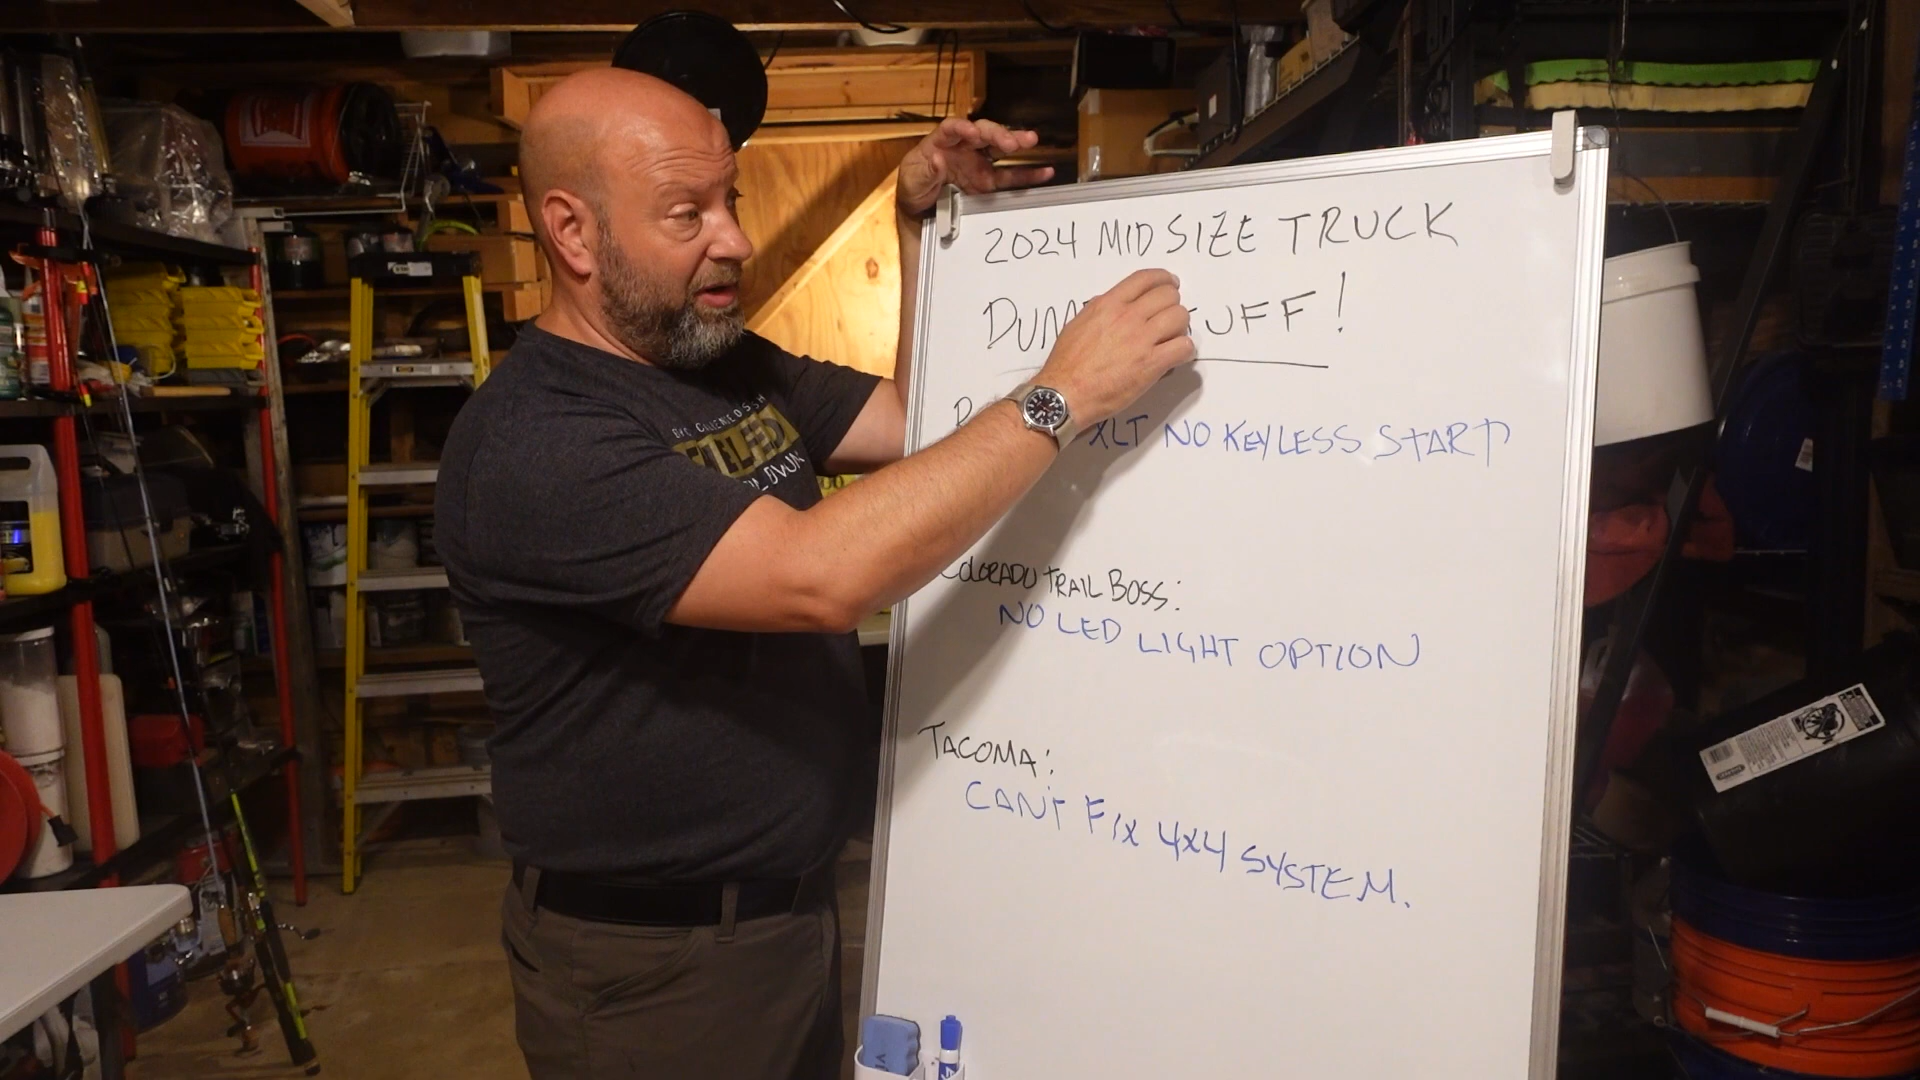 2024 MID SIZE TRUCK
STUFF!
XLT NO KEYLESS START
COLORADO TRAIL BOSS:
NO LED LIGHT OPTION
TACOMA:
CAN'T FIX 4X4 SYSTEM.